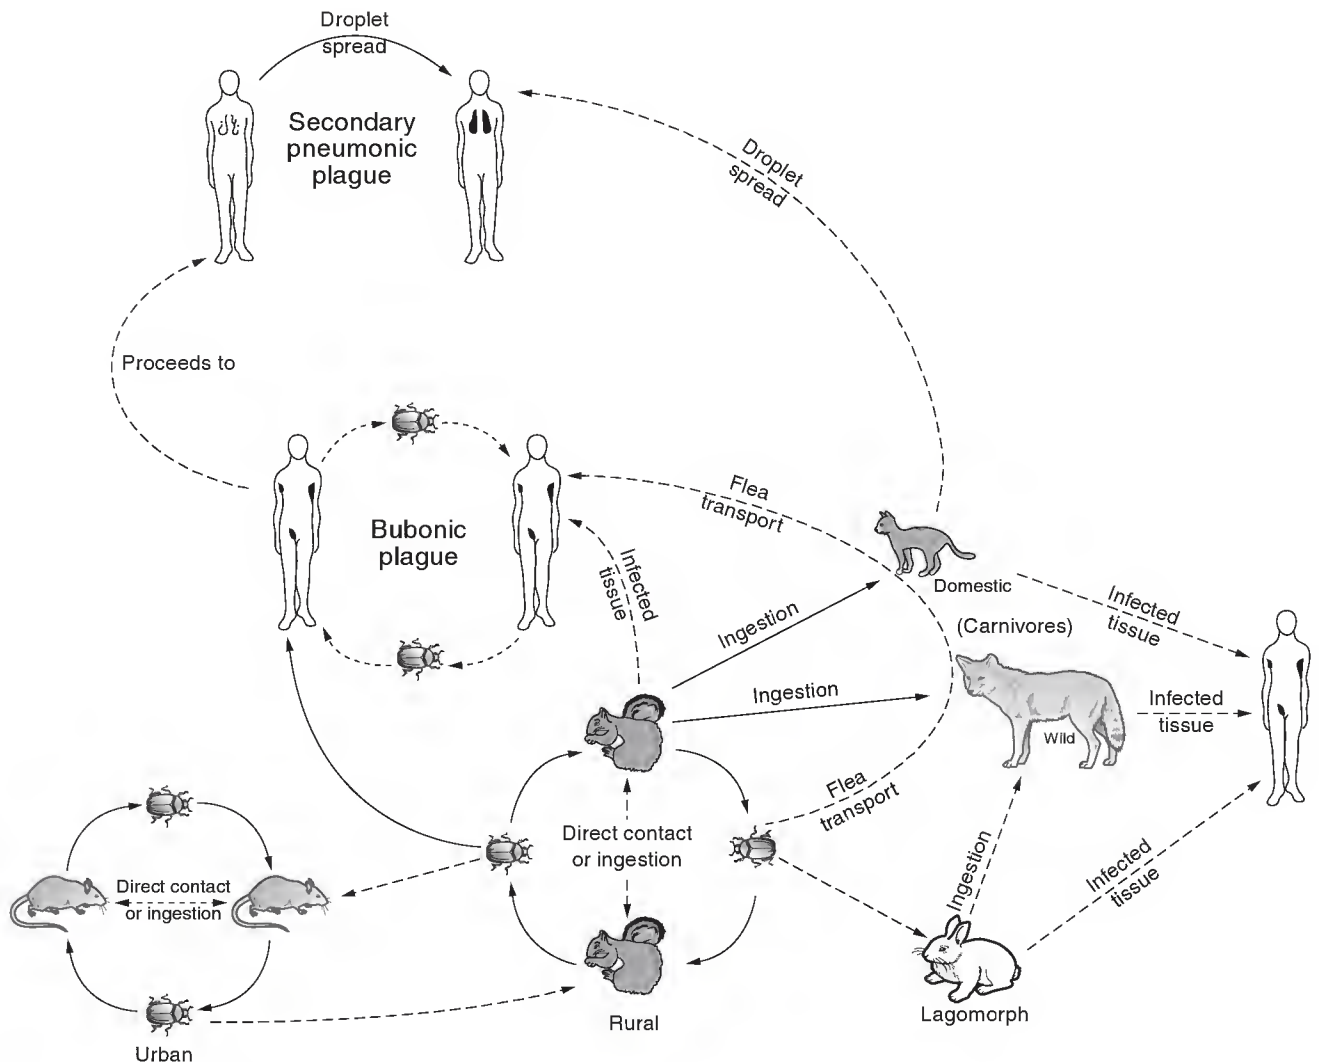 Droplet
spread
Secondary
pneumonic
plague
Droplet
spread
Proceeds to
Bubonic
plague
Flea
transport
Infected
tissue
Domestic
Infected
tissue
Ingestion
(Carnivores)
Ingestion
Infected
tissue
Wild
Flea
transport
Direct contact
or ingestion
Direct contact
or ingestion
Ingestion
Infected
tissue
Lagomorph
Rural
Urban